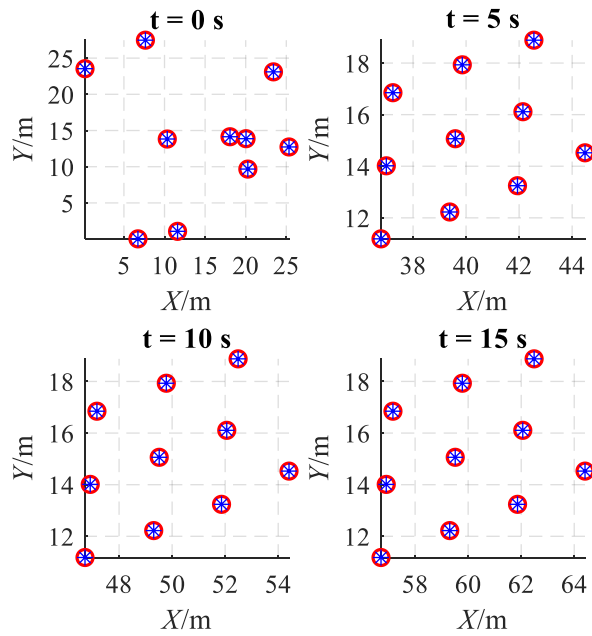 t = 0 s
25
20
15
10
5
Y/m
5 10 15 20 25
X/m
t = 5 s
18
16
14
12
Y/m
38 40 42 44
X/m
t = 10 s
18
16
14
12
Y/m
48 50 52 54
X/m
t = 15 s
18
16
14
12
Y/m
58 60 62 64
X/m